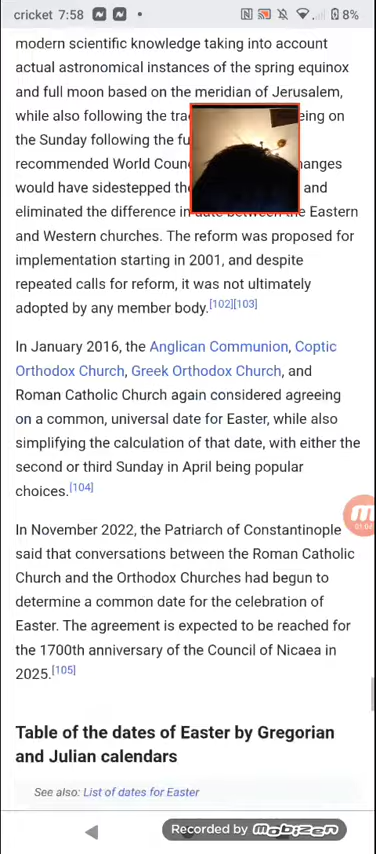 cricket 7:58 8%
modern scientific knowledge taking into account
actual astronomical instances of the spring equinox
and full moon based on the meridian of Jerusalem,
while also following the eing on
the Sunday following the
recommended World hanges
would have sidestepped and
eliminated the difference in date between the Eastern
and Western churches. The reform was proposed for
implementation starting in 2001, and despite
repeated calls for reform, it was not ultimately
adopted by any member body.[102][103]
In January 2016, the Anglican Communion, Coptic
Orthodox Church, Greek Orthodox Church, and
Roman Catholic Church again considered agreeing
on a common, universal date for Easter, while also
simplifying the calculation of that date, with either the
second or third Sunday in April being popular
choices.[104]
In November 2022, the Patriarch of Constantinople
said that conversations between the Roman Catholic
Church and the Orthodox Churches had begun to
determine a common date for the celebration of
Easter. The agreement is expected to be reached for
the 1700th anniversary of the Council of Nicaea in
2025.[105]
Table of the dates of Easter by Gregorian
and Julian calendars
See also: List of dates for Easter
Recorded by mobizen